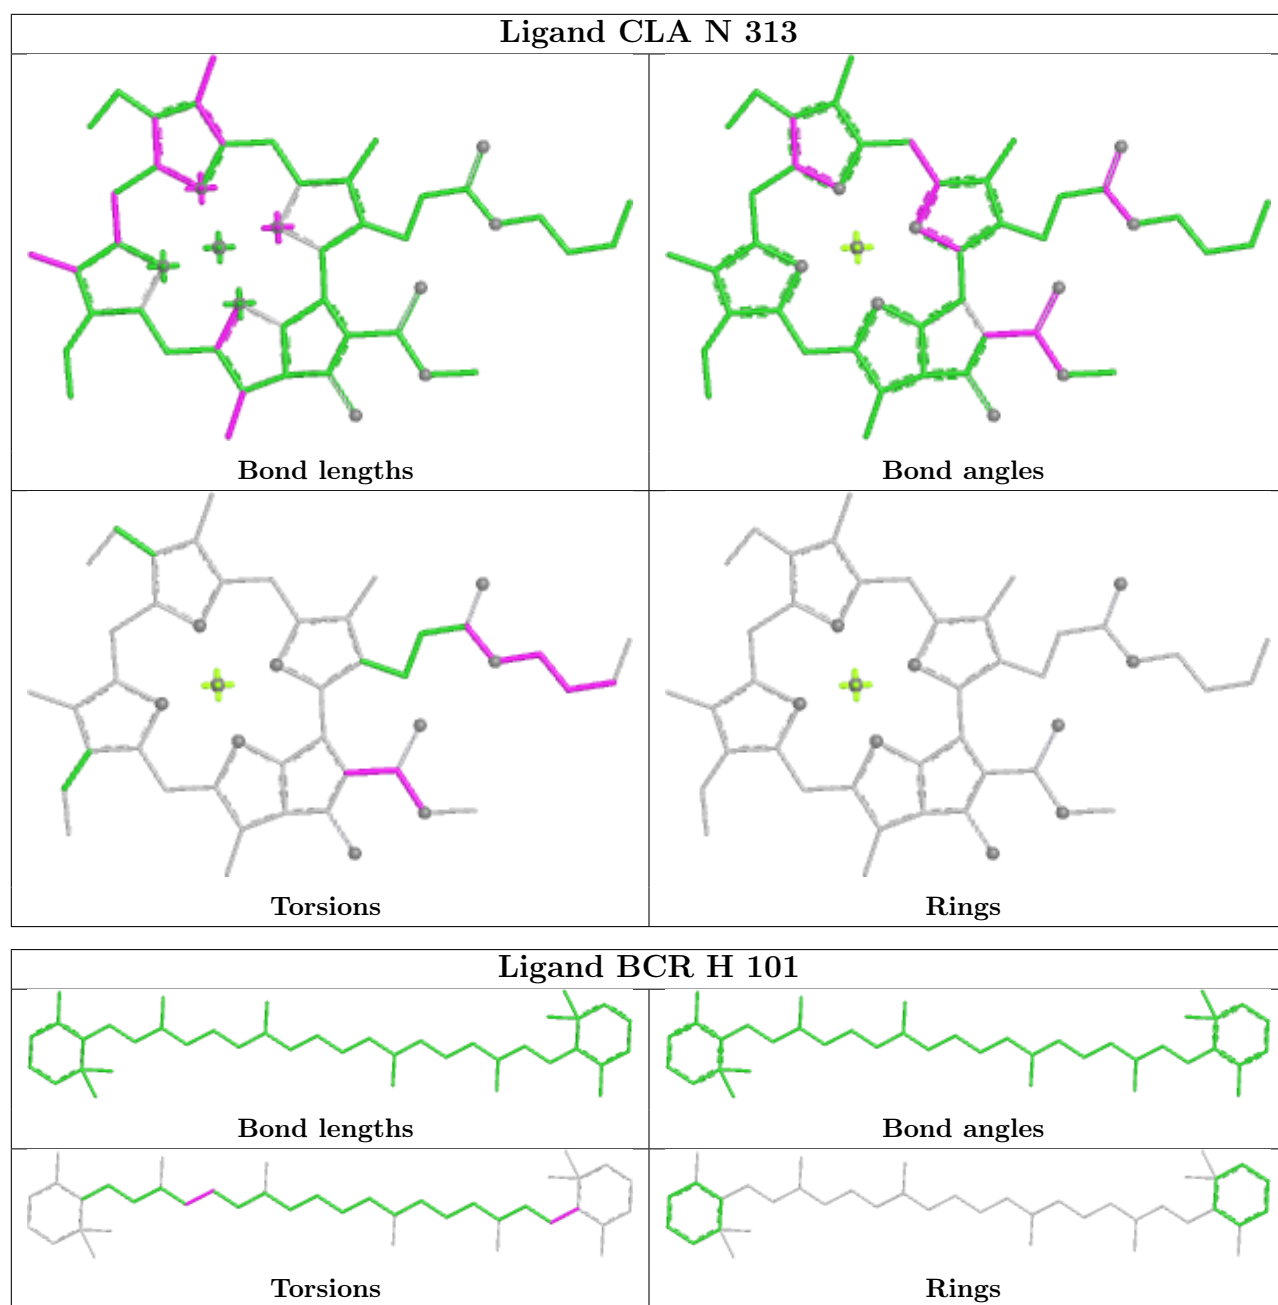 Ligand CLA N 313
Bond lengths
Bond angles
Torsions
Rings
Ligand BCR H 101
Bond lengths
Bond angles
Torsions
Rings